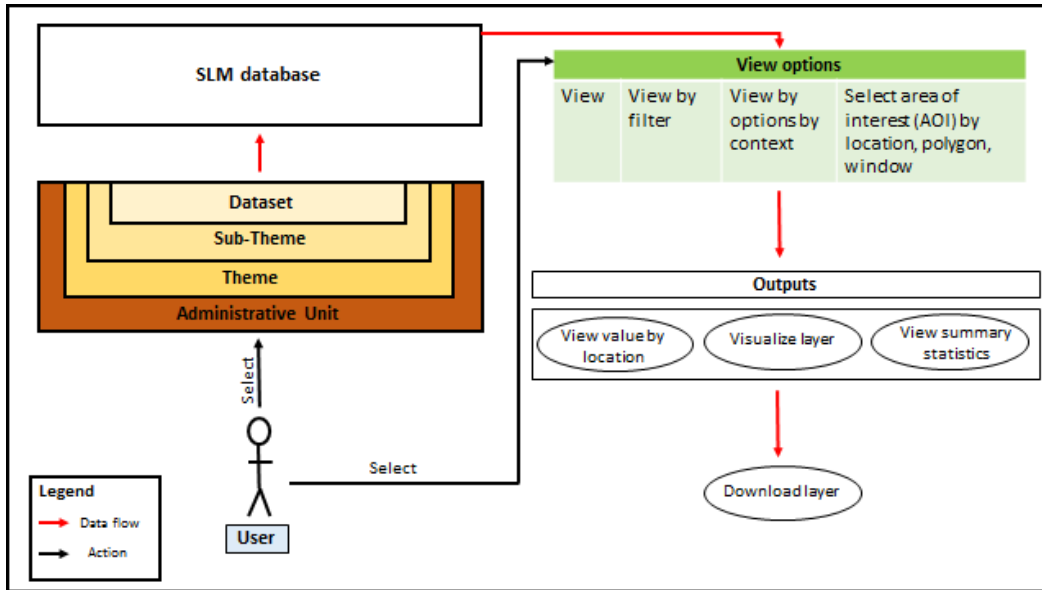 SLM database
Dataset
Sub-Theme
Theme
Administrative Unit
Select
User
Select
Legend
Data flow
Action
View options
View
View by
filter
View by
options by
context
Select area of
interest (AOI) by
location, polygon,
window
Outputs
View value by
location
Visualize layer
View summary
statistics
Download layer